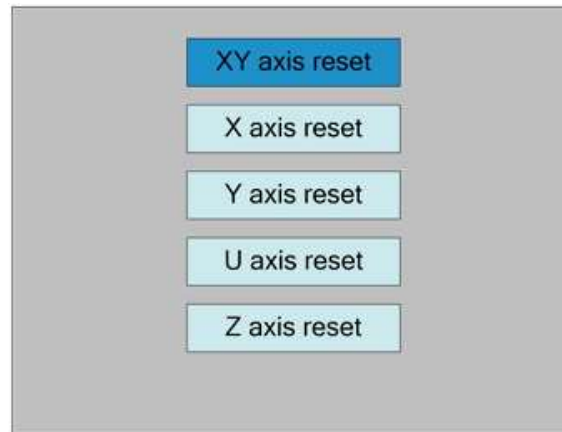 XY axis reset
X axis reset
Y axis reset
U axis reset
Z axis reset